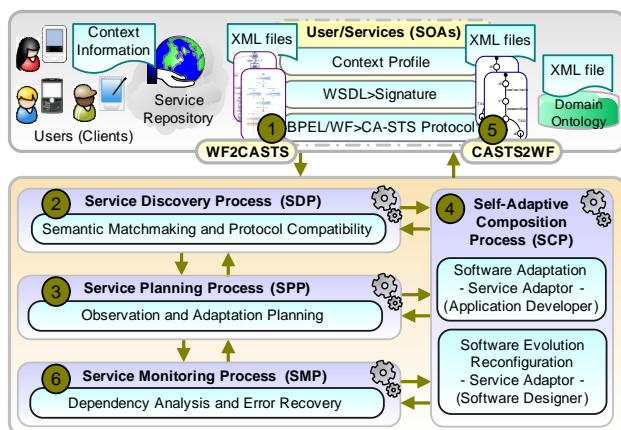 Context
Information
Users (Clients)
Service
Repository
XML files
User/Services (SOAs)
XML files
Context Profile
WSDL>Signature
BPEL/WF>CA-STS Protocol
XML file
Domain
Ontology
1
WF2CASTS
5
CASTS2WF
2
Service Discovery Process (SDP)
Semantic Matchmaking and Protocol Compatibility
3
Service Planning Process (SPP)
Observation and Adaptation Planning
6
Service Monitoring Process (SMP)
Dependency Analysis and Error Recovery
4
Self-Adaptive
Composition
Process (SCP)
Software Adaptation
- Service Adaptor -
(Application Developer)
Software Evolution
Reconfiguration
- Service Adaptor -
(Software Designer)